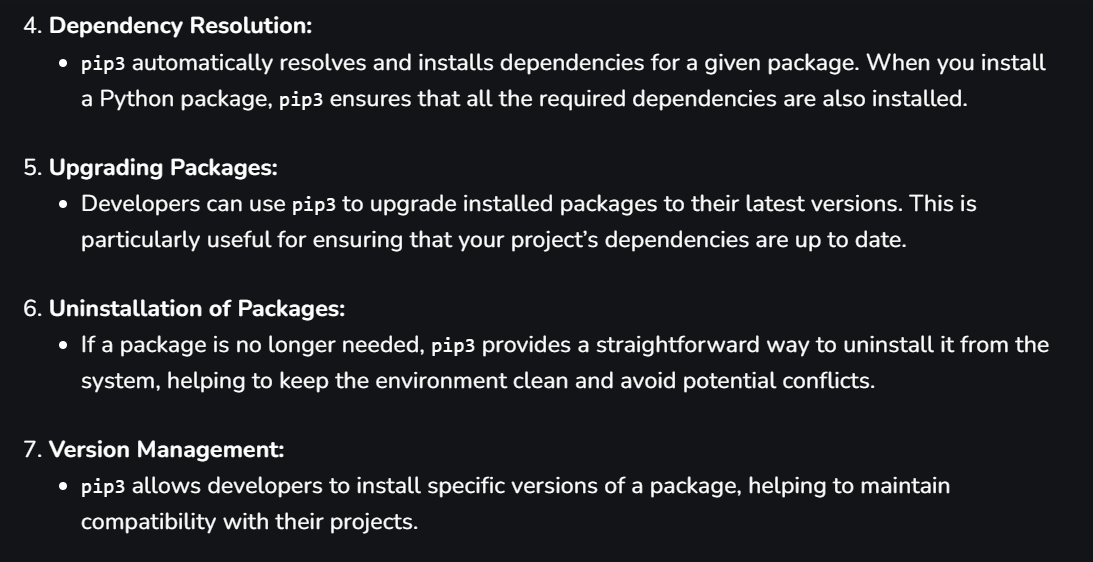 4. Dependency Resolution:
• pip3 automatically resolves and installs dependencies for a given package. When you install
a Python package, pip3 ensures that all the required dependencies are also installed.
5. Upgrading Packages:
• Developers can use pip3 to upgrade installed packages to their latest versions. This is
particularly useful for ensuring that your project’s dependencies are up to date.
6. Uninstallation of Packages:
• If a package is no longer needed, pip3 provides a straightforward way to uninstall it from the
system, helping to keep the environment clean and avoid potential conflicts.
7. Version Management:
• pip3 allows developers to install specific versions of a package, helping to maintain
compatibility with their projects.